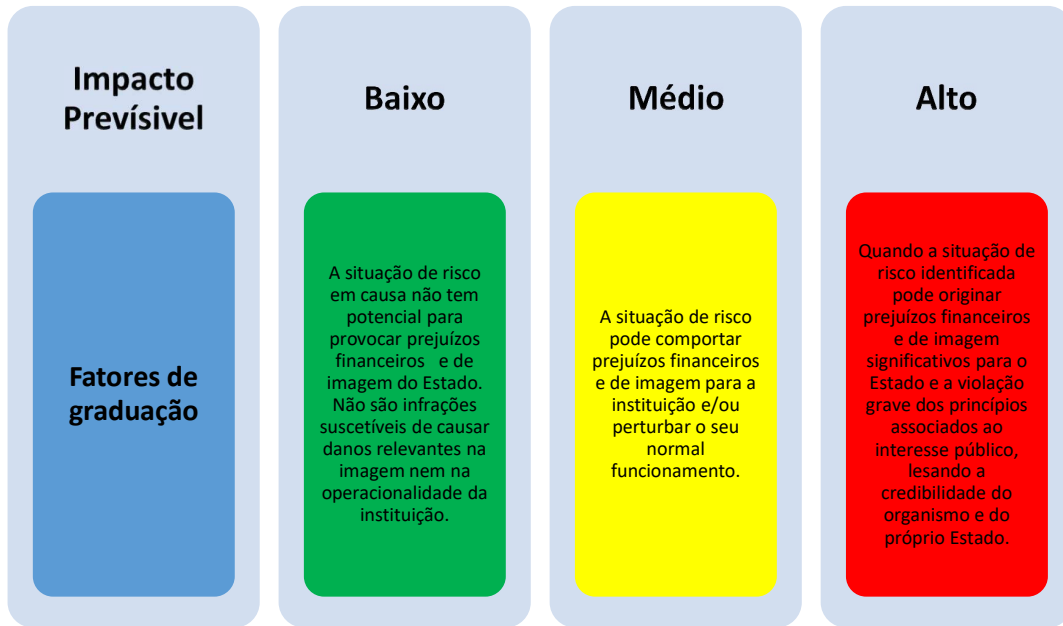 Impacto
Prevísivel
Fatores de
graduação
Baixo
A situação de risco
em causa não tem
potencial para
provocar prejuízos
financeiros e de
imagem do Estado.
Não são infrações
suscetíveis de causar
danos relevantes na
imagem nem na
operacionalidade da
instituição.
Médio
A situação de risco
pode comportar
prejuízos financeiros
e de imagem para a
instituição e/ou
perturbar o seu
normal
funcionamento.
Alto
Quando a situação de
risco identificada
pode originar
prejuízos financeiros
e de imagem
significativos para o
Estado e a violação
grave dos princípios
associados ao
interesse público,
lesando a
credibilidade do
organismo e do
próprio Estado.